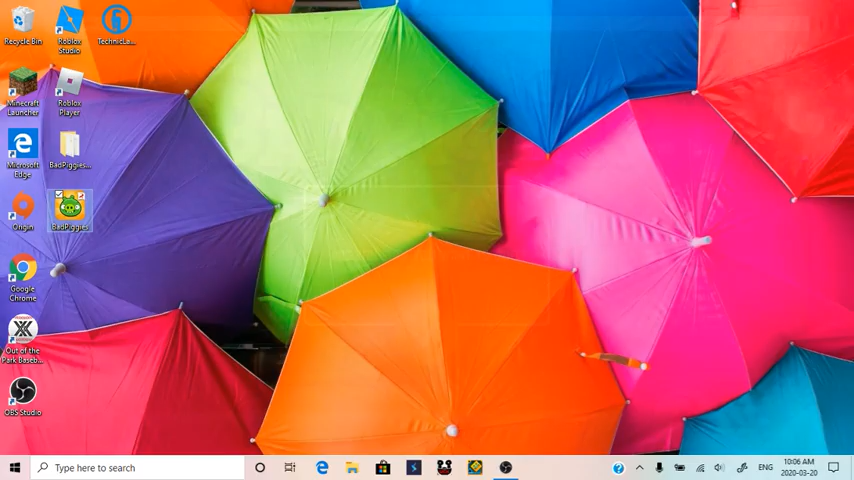 Recycle Bin
Roblox
Studio
TechnicLa...
Minecraft
Launcher
Roblox
Player
Microsoft
Edge
BadPiggies...
Origin
BadPiggies
Google
Chrome
Out of the
Park Baseb...
OBS Studio
Type here to search
ENG
10:06 AM
2020-03-20